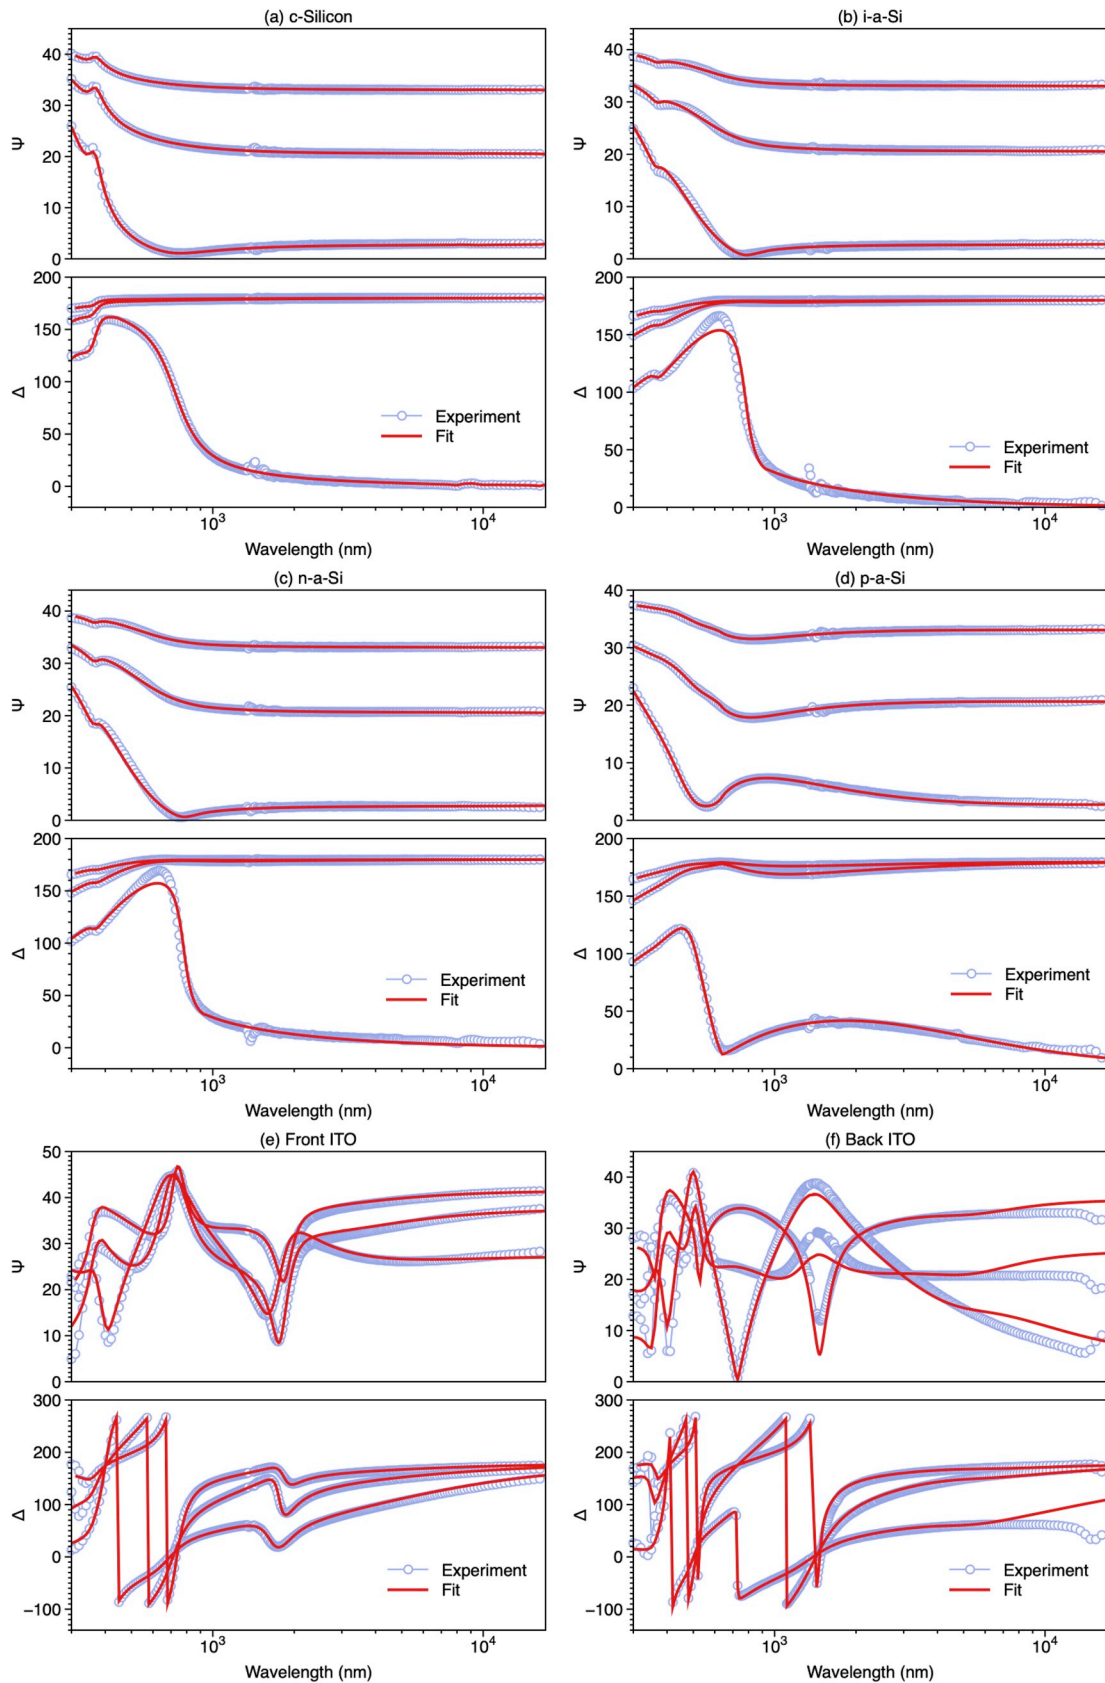 (a) c-Silicon
40
30
20
10
0
Ψ
200
150
100
50
0
Δ
Experiment
Fit
10³
10⁴
Wavelength (nm)
(b) i-a-Si
40
30
20
10
0
Ψ
200
150
100
50
0
Δ
Experiment
Fit
10³
10⁴
Wavelength (nm)
(c) n-a-Si
40
30
20
10
0
Ψ
200
150
100
50
0
Δ
Experiment
Fit
10³
10⁴
Wavelength (nm)
(d) p-a-Si
40
30
20
10
0
Ψ
200
150
100
50
0
Δ
Experiment
Fit
10³
10⁴
Wavelength (nm)
(e) Front ITO
50
40
30
20
10
0
Ψ
300
200
100
0
−100
Δ
Experiment
Fit
10³
10⁴
Wavelength (nm)
(f) Back ITO
40
30
20
10
0
Ψ
300
200
100
0
−100
Δ
Experiment
Fit
10³
10⁴
Wavelength (nm)